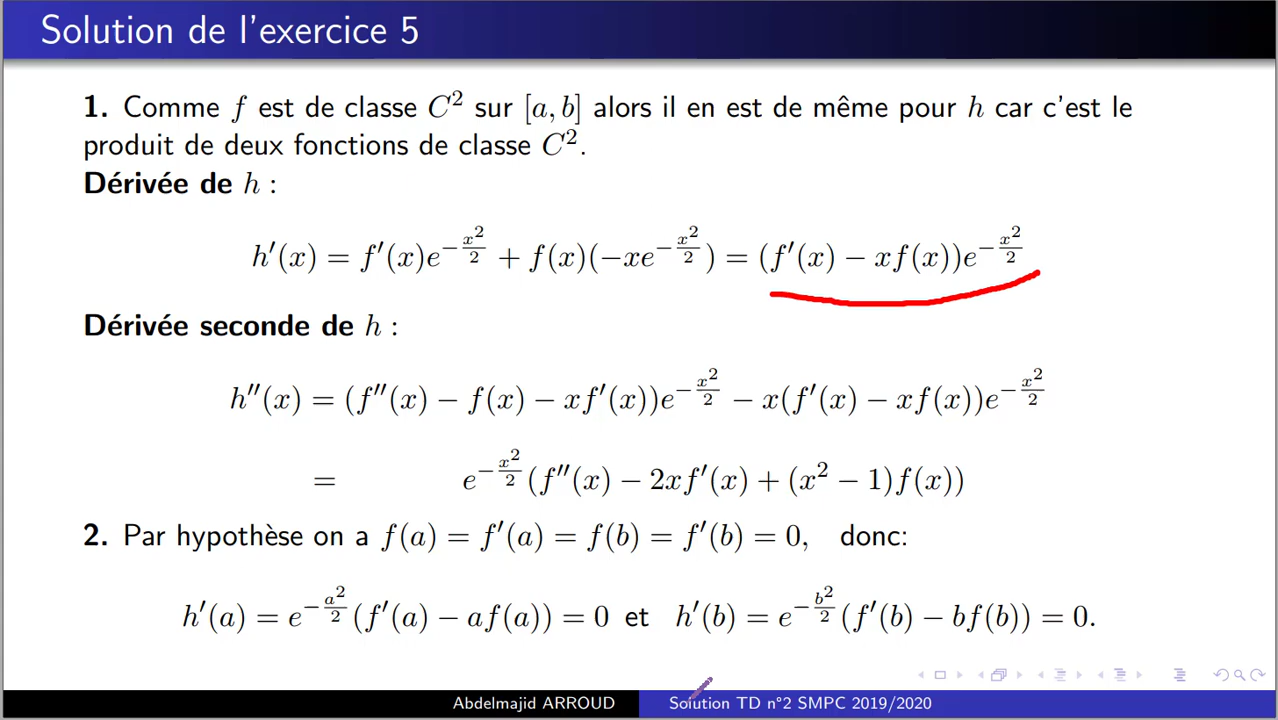 Solution de l'exercice 5
1. Comme f est de classe C² sur [a, b] alors il en est de même pour h car c'est le
produit de deux fonctions de classe C².
Dérivée de h :
h′(x) = f′(x)e^{−x²/2} + f(x)(−xe^{−x²/2}) = (f′(x) − xf(x))e^{−x²/2}
Dérivée seconde de h :
h″(x) = (f″(x) − f(x) − xf′(x))e^{−x²/2} − x(f′(x) − xf(x))e^{−x²/2}
= e^{−x²/2}(f″(x) − 2xf′(x) + (x² − 1)f(x))
2. Par hypothèse on a f(a) = f′(a) = f(b) = f′(b) = 0, donc:
h′(a) = e^{−a²/2}(f′(a) − af(a)) = 0 et h′(b) = e^{−b²/2}(f′(b) − bf(b)) = 0.
Abdelmajid ARROUD Solution TD n°2 SMPC 2019/2020